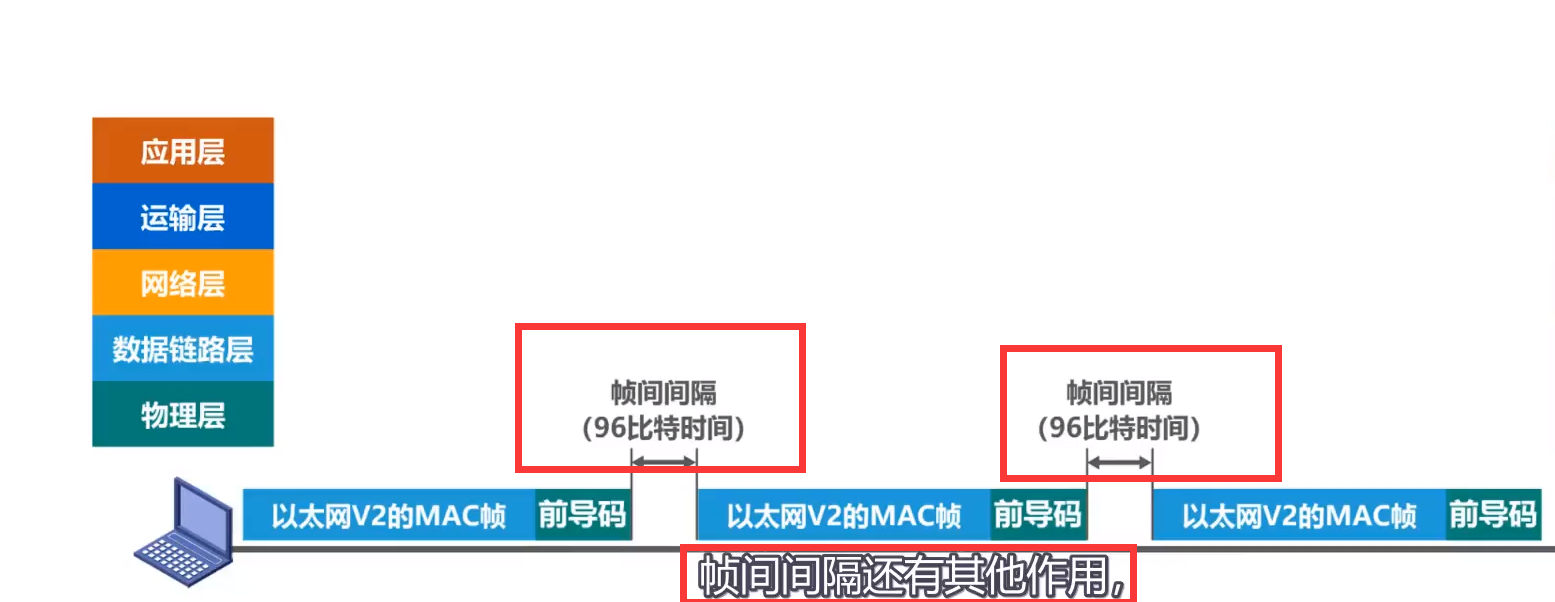 应用层
运输层
网络层
数据链路层
物理层
帧间间隔
(96比特时间)
帧间间隔
(96比特时间)
以太网V2的MAC帧 前导码
以太网V2的MAC帧 前导码
以太网V2的MAC帧 前导码
帧间间隔还有其他作用，